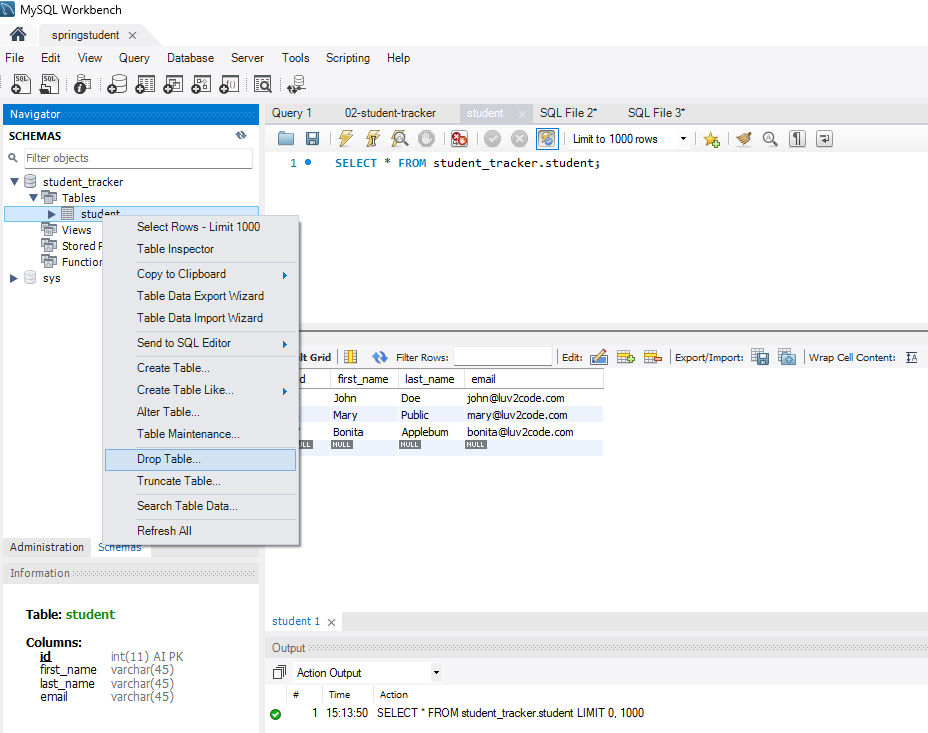 MySQL Workbench
springstudent
File Edit View Query Database Server Tools Scripting Help
Navigator
SCHEMAS
Filter objects
student_tracker
Tables
student
Views
Stored P
Function
sys
Select Rows - Limit 1000
Table Inspector
Copy to Clipboard
Table Data Export Wizard
Table Data Import Wizard
Send to SQL Editor
Create Table...
Create Table Like...
Alter Table...
Table Maintenance...
Drop Table...
Truncate Table...
Search Table Data...
Refresh All
Administration Schemas
Information
Table: student
Columns:
id int(11) AI PK
first_name varchar(45)
last_name varchar(45)
email varchar(45)
Query 1 02-student-tracker student SQL File 2* SQL File 3*
Limit to 1000 rows
1 SELECT * FROM student_tracker.student;
lt Grid Filter Rows: Edit: Export/Import: Wrap Cell Content: IA
d first_name last_name email
John Doe john@luv2code.com
Mary Public mary@luv2code.com
Bonita Applebum bonita@luv2code.com
NULL NULL NULL NULL
student 1
Output
Action Output
# Time Action
1 15:13:50 SELECT * FROM student_tracker.student LIMIT 0, 1000